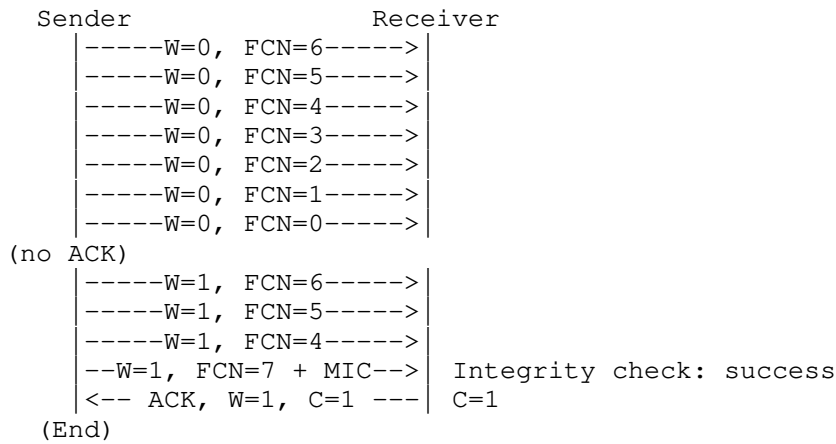 Sender Receiver
|-----W=0, FCN=6----->|
|-----W=0, FCN=5----->|
|-----W=0, FCN=4----->|
|-----W=0, FCN=3----->|
|-----W=0, FCN=2----->|
|-----W=0, FCN=1----->|
|-----W=0, FCN=0----->|
(no ACK)
|-----W=1, FCN=6----->|
|-----W=1, FCN=5----->|
|-----W=1, FCN=4----->|
|--W=1, FCN=7 + MIC-->| Integrity check: success
|<-- ACK, W=1, C=1 ---| C=1
(End)